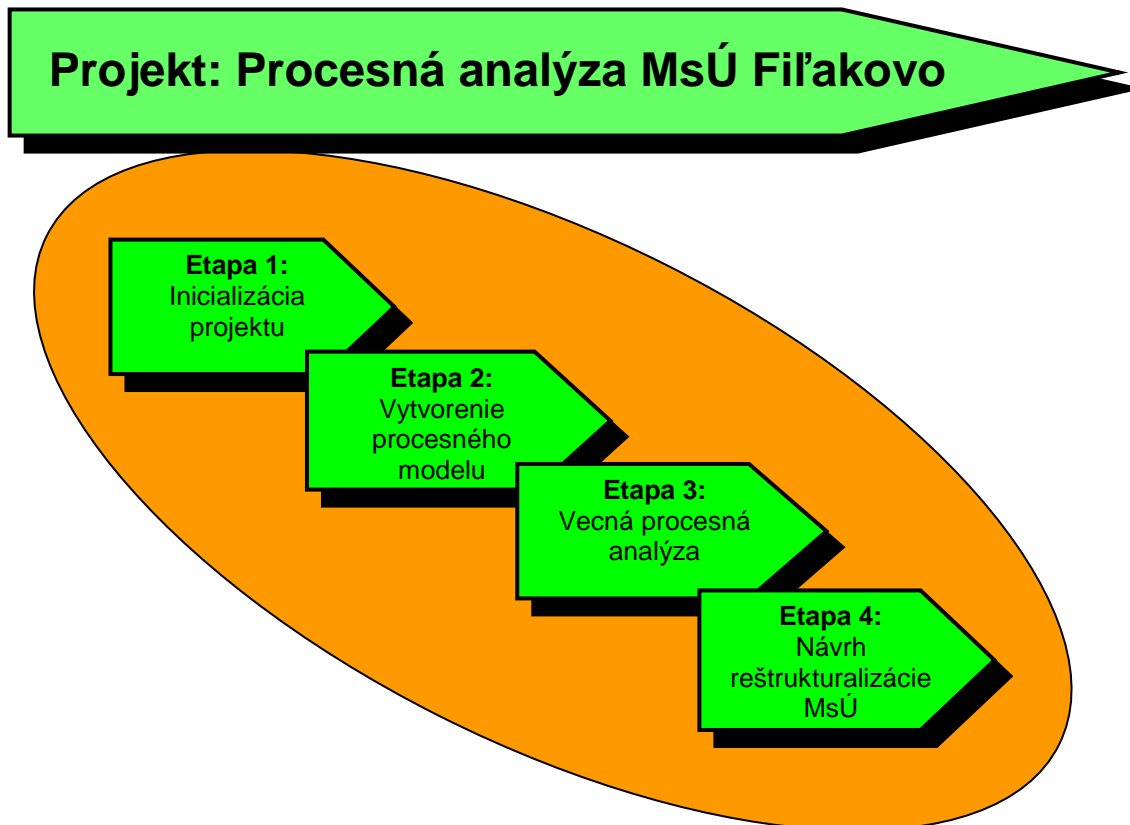 Projekt: Procesná analýza MsÚ Fiľakovo
Etapa 1:
Inicializácia
projektu
Etapa 2:
Vytvorenie
procesného
modelu
Etapa 3:
Vecná procesná
analýza
Etapa 4:
Návrh
reštrukturalizácie
MsÚ